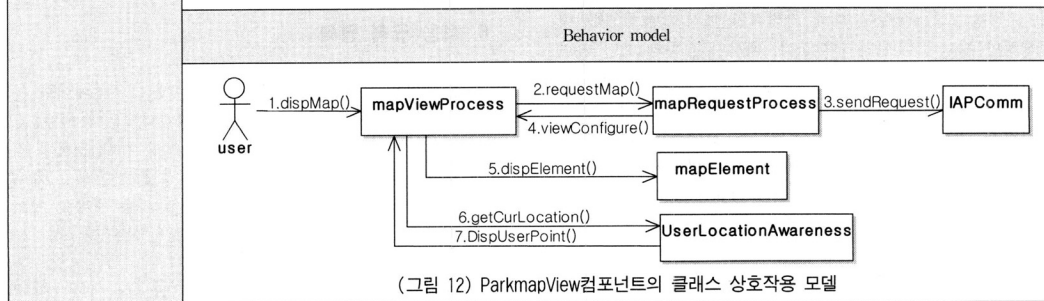 Behavior model
1.dispMap()
mapViewProcess
2.requestMap()
mapRequestProcess
3.sendRequest()
IAPComm
4.viewConfigure()
user
5.dispElement()
mapElement
6.getCurLocation()
UserLocationAwareness
7.DispUserPoint()
(그림 12) ParkmapView컴포넌트의 클래스 상호작용 모델